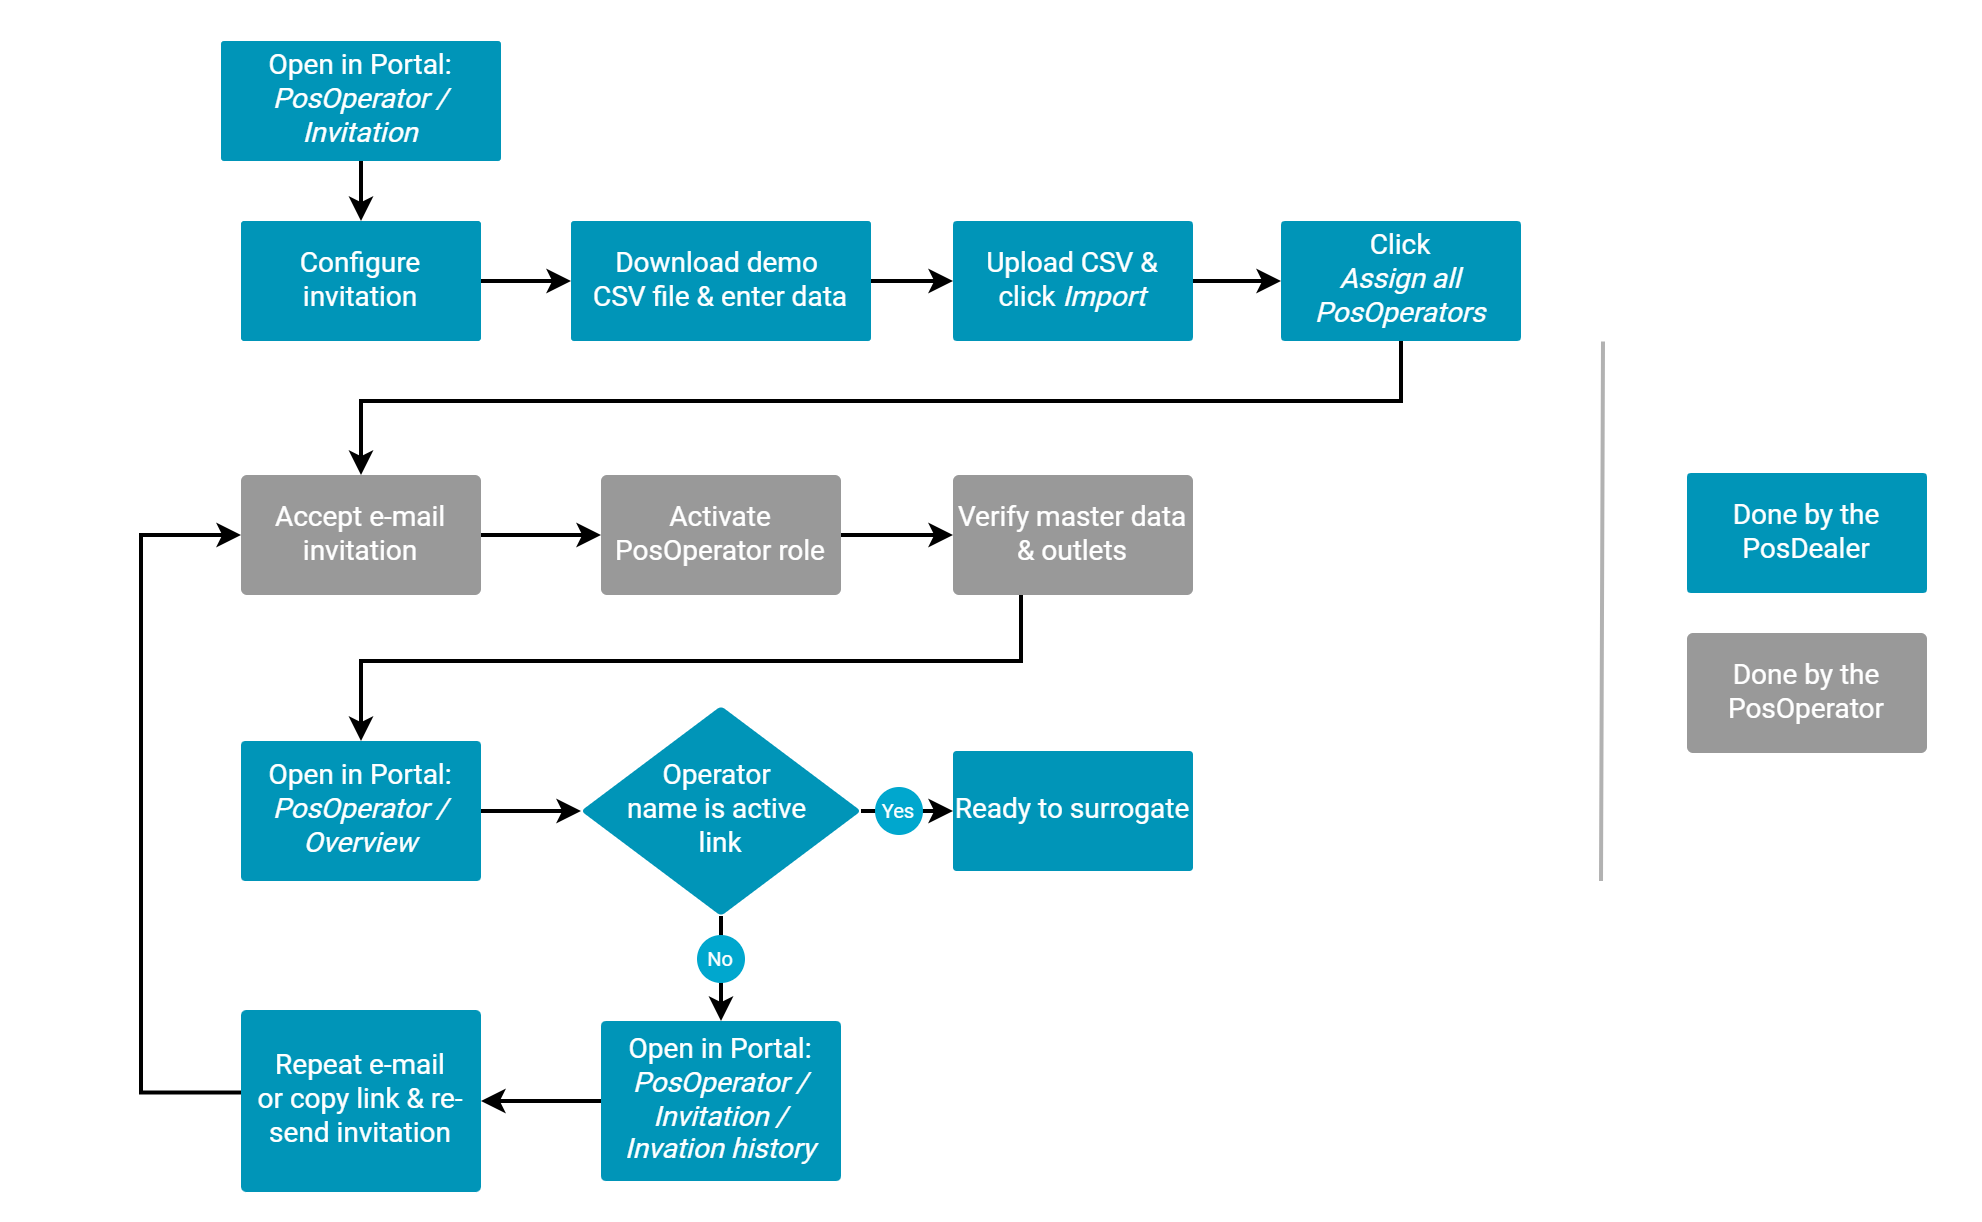 Open in Portal:
PosOperator /
Invitation
Configure
invitation
Download demo
CSV file & enter data
Upload CSV &
click Import
Click
Assign all
PosOperators
Accept e-mail
invitation
Activate
PosOperator role
Verify master data
& outlets
Done by the
PosDealer
Done by the
PosOperator
Open in Portal:
PosOperator /
Overview
Operator
name is active
link
Yes
Ready to surrogate
No
Open in Portal:
PosOperator /
Invitation /
Invation history
Repeat e-mail
or copy link & re-
send invitation